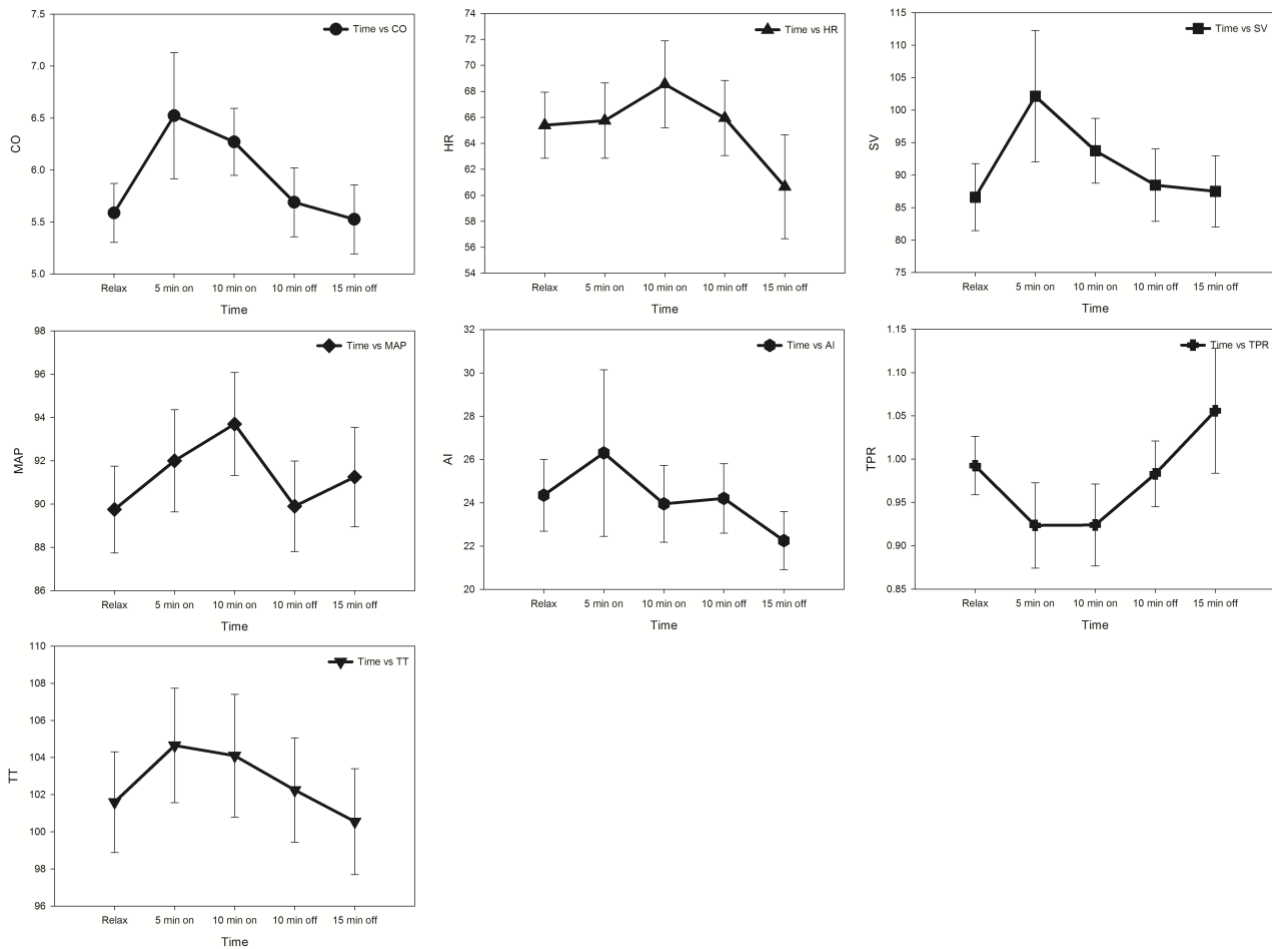 Time vs CO
7.5
7.0
6.5
6.0
5.5
5.0
CO
Relax 5 min on 10 min on 10 min off 15 min off
Time
Time vs HR
74
72
70
68
66
64
62
60
58
56
54
HR
Relax 5 min on 10 min on 10 min off 15 min off
Time
Time vs SV
115
110
105
100
95
90
85
80
75
SV
Relax 5 min on 10 min on 10 min off 15 min off
Time
Time vs MAP
98
96
94
92
90
88
86
MAP
Relax 5 min on 10 min on 10 min off 15 min off
Time
Time vs AI
32
30
28
26
24
22
20
AI
Relax 5 min on 10 min on 10 min off 15 min off
Time
Time vs TPR
1.15
1.10
1.05
1.00
0.95
0.90
0.85
TPR
Relax 5 min on 10 min on 10 min off 15 min off
Time
Time vs TT
110
108
106
104
102
100
98
96
TT
Relax 5 min on 10 min on 10 min off 15 min off
Time